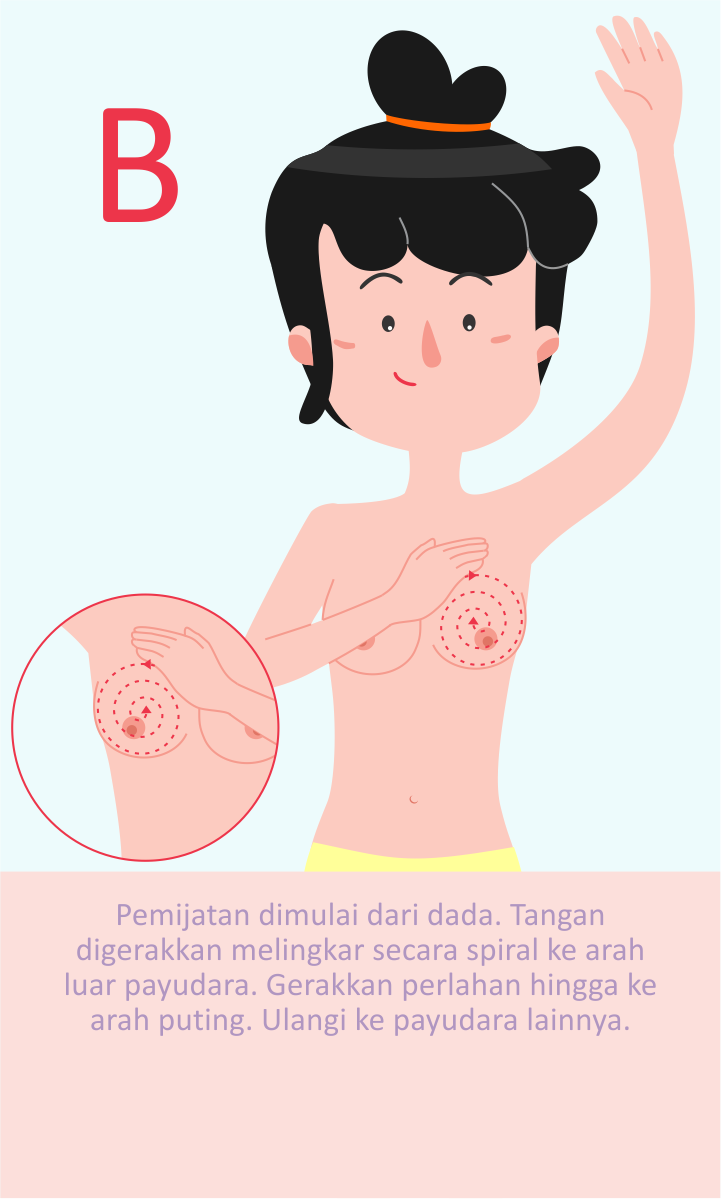 B
Pemijatan dimulai dari dada. Tangan
digerakkan melingkar secara spiral ke arah
luar payudara. Gerakkan perlahan hingga ke
arah puting. Ulangi ke payudara lainnya.